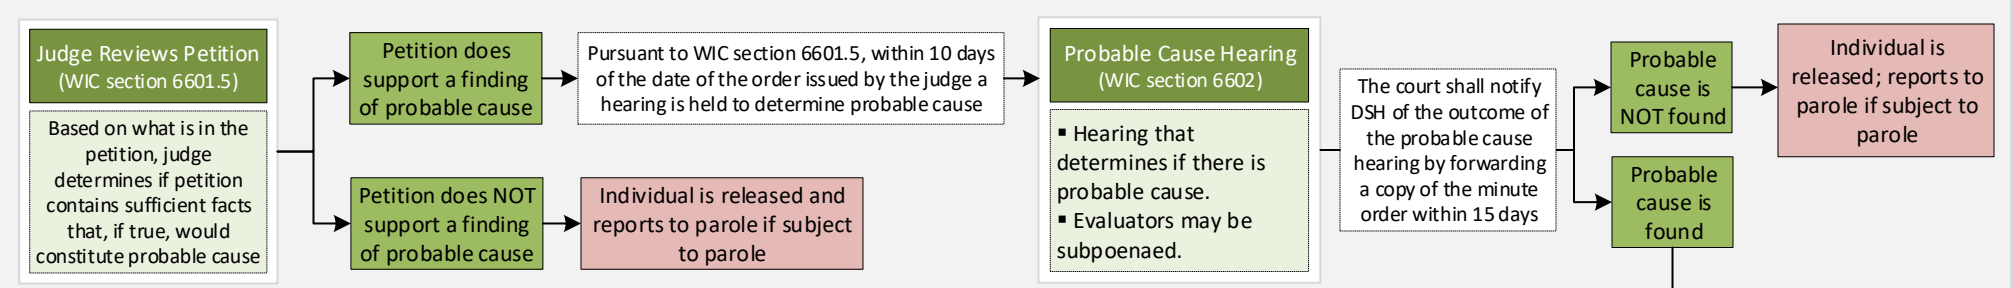 Judge Reviews Petition
(WIC section 6601.5)
Based on what is in the
petition, judge
determines if petition
contains sufficient facts
that, if true, would
constitute probable cause
Petition does
support a finding
of probable cause
Pursuant to WIC section 6601.5, within 10 days
of the date of the order issued by the judge a
hearing is held to determine probable cause
Petition does NOT
support a finding
of probable cause
Individual is released and
reports to parole if subject
to parole
Probable Cause Hearing
(WIC section 6602)
▪ Hearing that
determines if there is
probable cause.
▪ Evaluators may be
subpoenaed.
The court shall notify
DSH of the outcome of
the probable cause
hearing by forwarding
a copy of the minute
order within 15 days
Probable
cause is
NOT found
Individual is
released; reports to
parole if subject to
parole
Probable
cause is
found